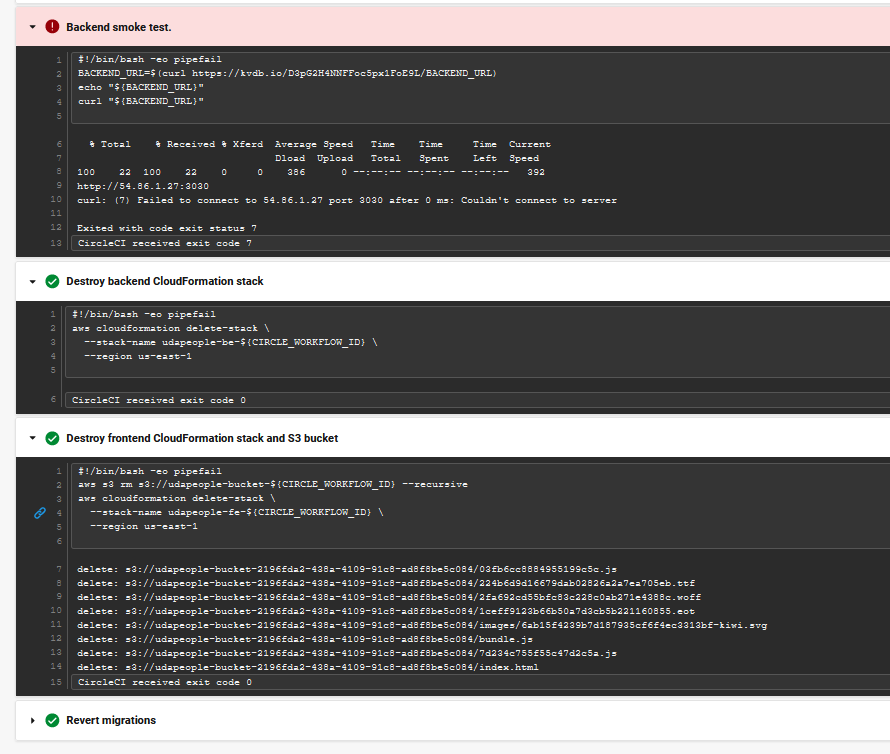 Backend smoke test.
1 #!/bin/bash -eo pipefail
2 BACKEND_URL=$(curl https://kvdb.io/D3pG2H4NNFFoc5px1FoE9L/BACKEND_URL)
3 echo "${BACKEND_URL}"
4 curl "${BACKEND_URL}"
5
6 % Total % Received % Xferd Average Speed Time Time Time Current
7 Dload Upload Total Spent Left Speed
8 100 22 100 22 0 0 386 0 --:--:-- --:--:-- --:--:-- 392
9 http://54.86.1.27:3030
10 curl: (7) Failed to connect to 54.86.1.27 port 3030 after 0 ms: Couldn't connect to server
11
12 Exited with code exit status 7
13 CircleCI received exit code 7
Destroy backend CloudFormation stack
1 #!/bin/bash -eo pipefail
2 aws cloudformation delete-stack \
3 --stack-name udapeople-be-${CIRCLE_WORKFLOW_ID} \
4 --region us-east-1
5
6 CircleCI received exit code 0
Destroy frontend CloudFormation stack and S3 bucket
1 #!/bin/bash -eo pipefail
2 aws s3 rm s3://udapeople-bucket-${CIRCLE_WORKFLOW_ID} --recursive
3 aws cloudformation delete-stack \
4 --stack-name udapeople-fe-${CIRCLE_WORKFLOW_ID} \
5 --region us-east-1
6
7 delete: s3://udapeople-bucket-2196fda2-438a-4109-91c8-ad8f8be5c084/03fb6cc8884955199c5c.js
8 delete: s3://udapeople-bucket-2196fda2-438a-4109-91c8-ad8f8be5c084/224b6d9d16679dab02826a2a7ea705eb.ttf
9 delete: s3://udapeople-bucket-2196fda2-438a-4109-91c8-ad8f8be5c084/2fa692cd55bfc83c228c0ab271e4388c.woff
10 delete: s3://udapeople-bucket-2196fda2-438a-4109-91c8-ad8f8be5c084/1ceff9123b66b50a7d3cb5b221160855.eot
11 delete: s3://udapeople-bucket-2196fda2-438a-4109-91c8-ad8f8be5c084/images/6ab15f4239b7d187935cf6f4ec3313bf-kiwi.svg
12 delete: s3://udapeople-bucket-2196fda2-438a-4109-91c8-ad8f8be5c084/bundle.js
13 delete: s3://udapeople-bucket-2196fda2-438a-4109-91c8-ad8f8be5c084/7d234c755f55c47d2c5a.js
14 delete: s3://udapeople-bucket-2196fda2-438a-4109-91c8-ad8f8be5c084/index.html
15 CircleCI received exit code 0
Revert migrations